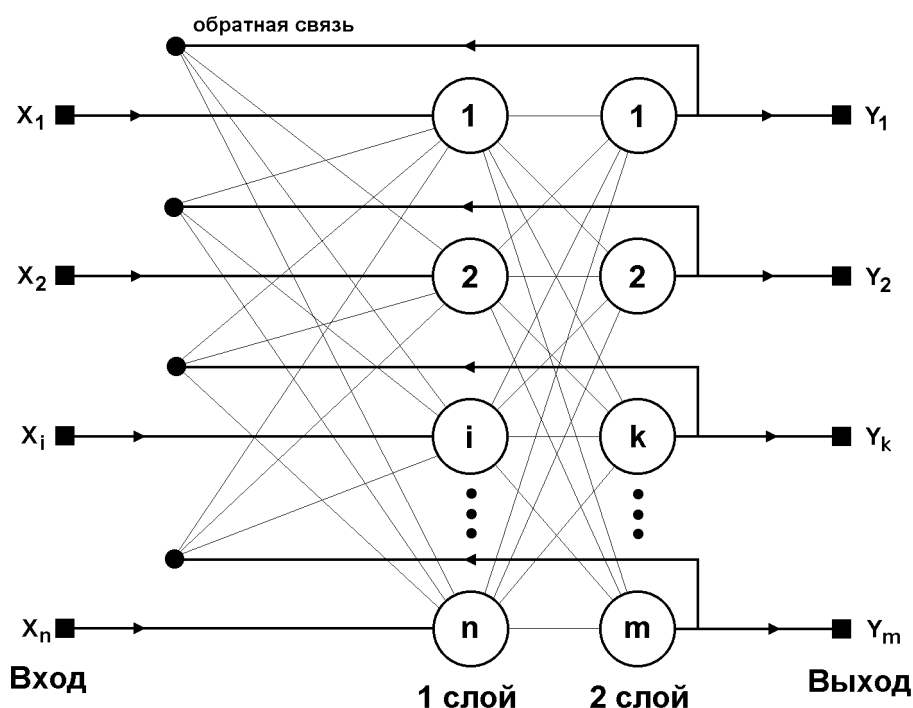 обратная связь
X1 1 1 Y1
X2 2 2 Y2
Xi i k Yk
Xn n m Ym
Вход 1 слой 2 слой Выход